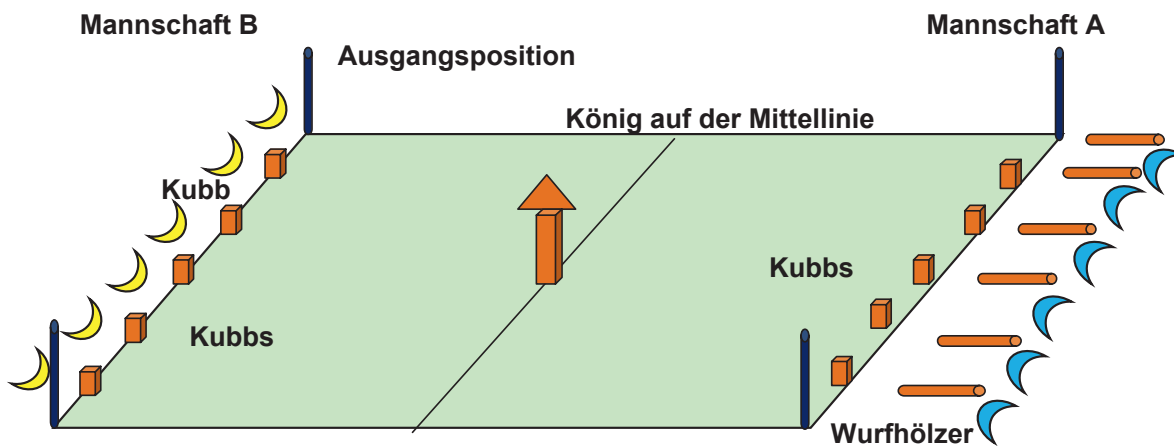 Mannschaft B
Mannschaft A
Ausgangsposition
König auf der Mittellinie
Kubb
Kubbs
Kubbs
Wurfhölzer